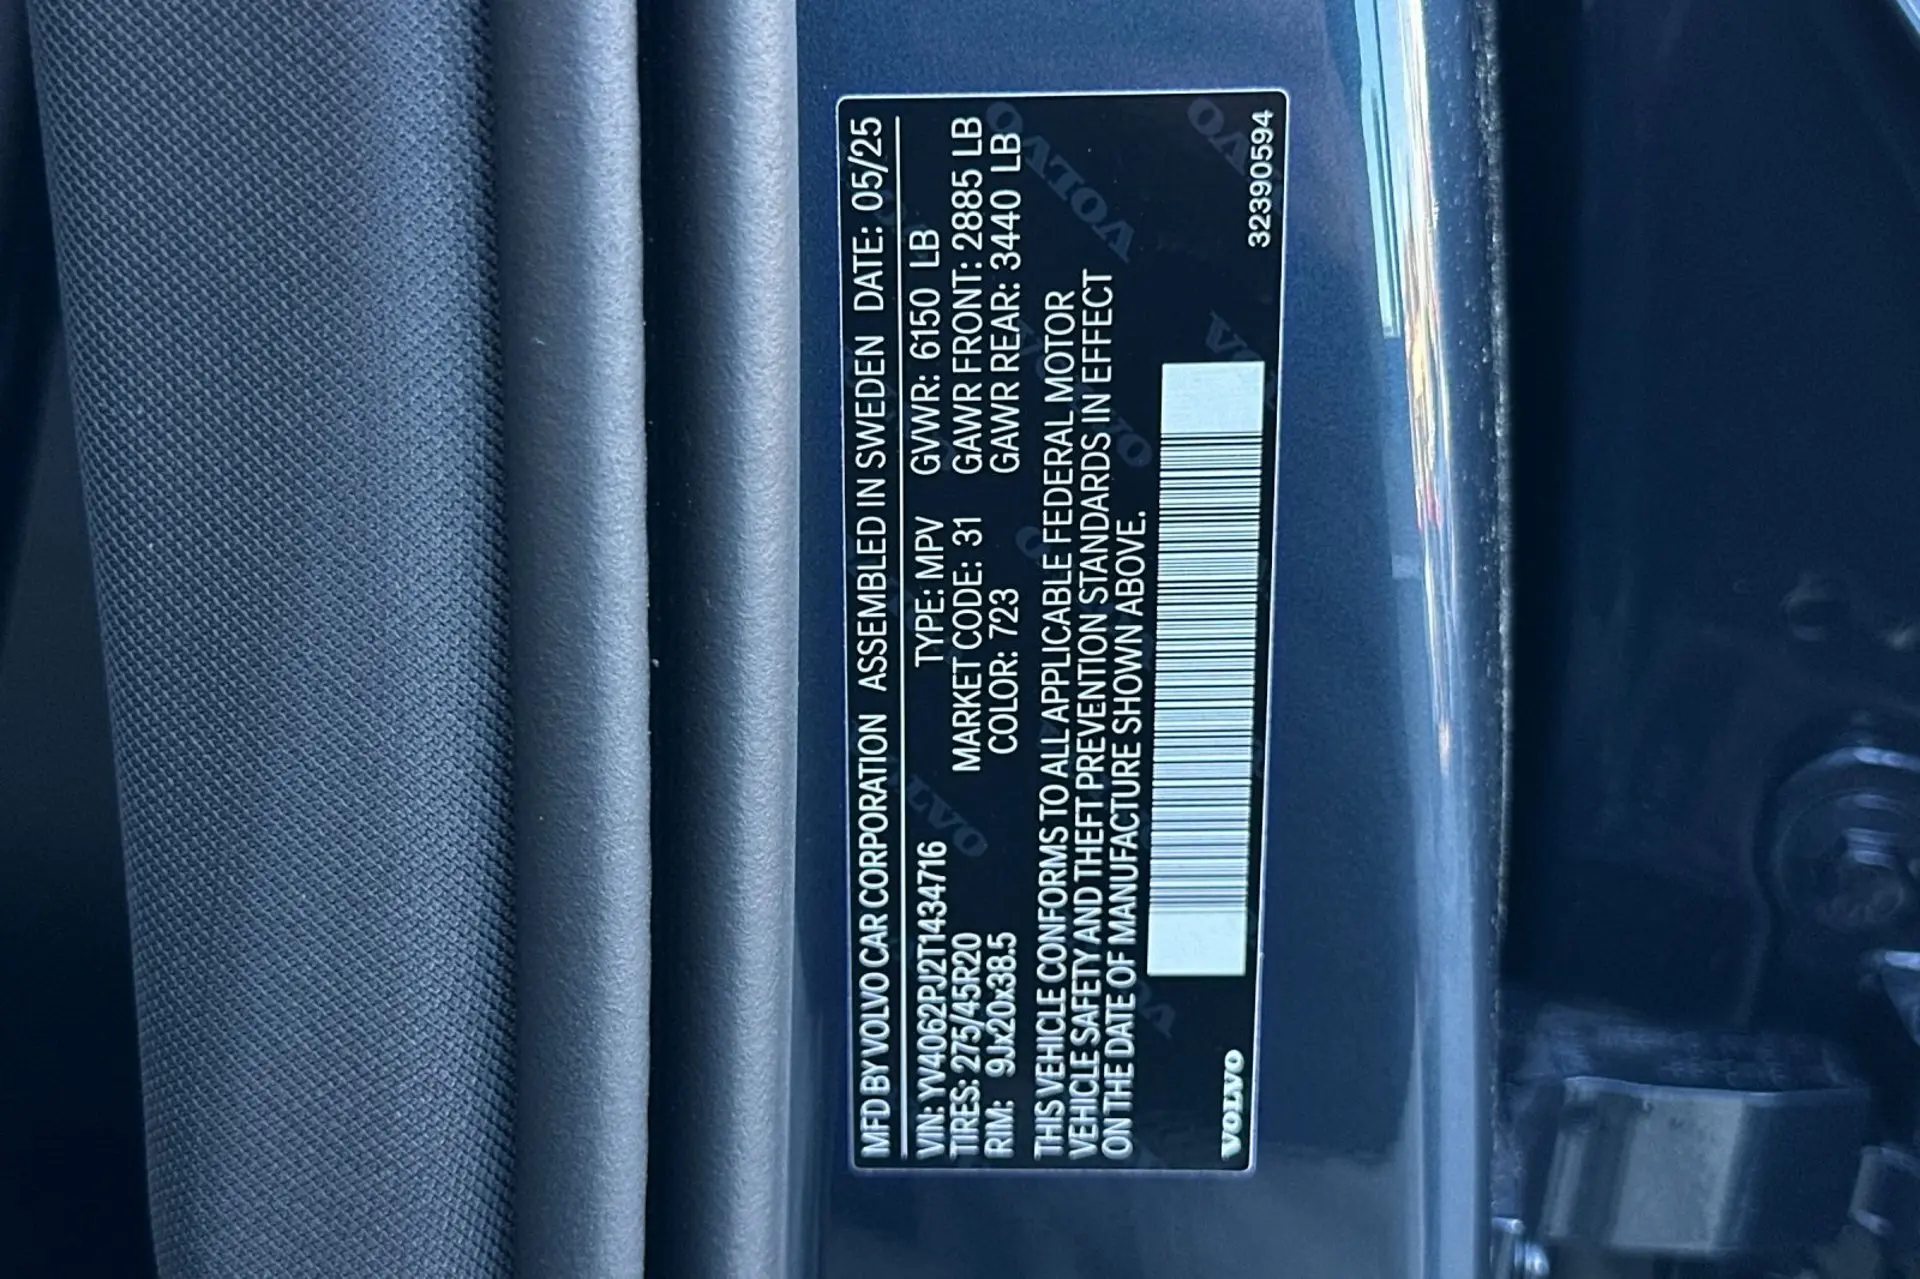 MFD BY VOLVO CAR CORPORATION ASSEMBLED IN SWEDEN DATE: 05/25
VIN: YV4062PJ2T1434716 TYPE: MPV GVWR: 6150 LB
TIRES: 275/45R20 MARKET CODE: 31 GAWR FRONT: 2885 LB
RIM: 9Jx20x38.5 COLOR: 723 GAWR REAR: 3440 LB
THIS VEHICLE CONFORMS TO ALL APPLICABLE FEDERAL MOTOR
VEHICLE SAFETY AND THEFT PREVENTION STANDARDS IN EFFECT
ON THE DATE OF MANUFACTURE SHOWN ABOVE.
VOLVO 32390594